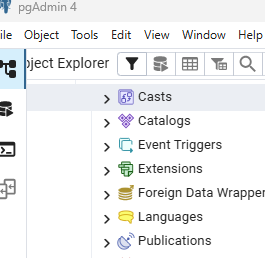 pgAdmin 4
ile Object Tools Edit View Window
bject Explorer
Casts
Catalogs
Event Triggers
Extensions
Foreign Data Wrapper
Languages
Publications